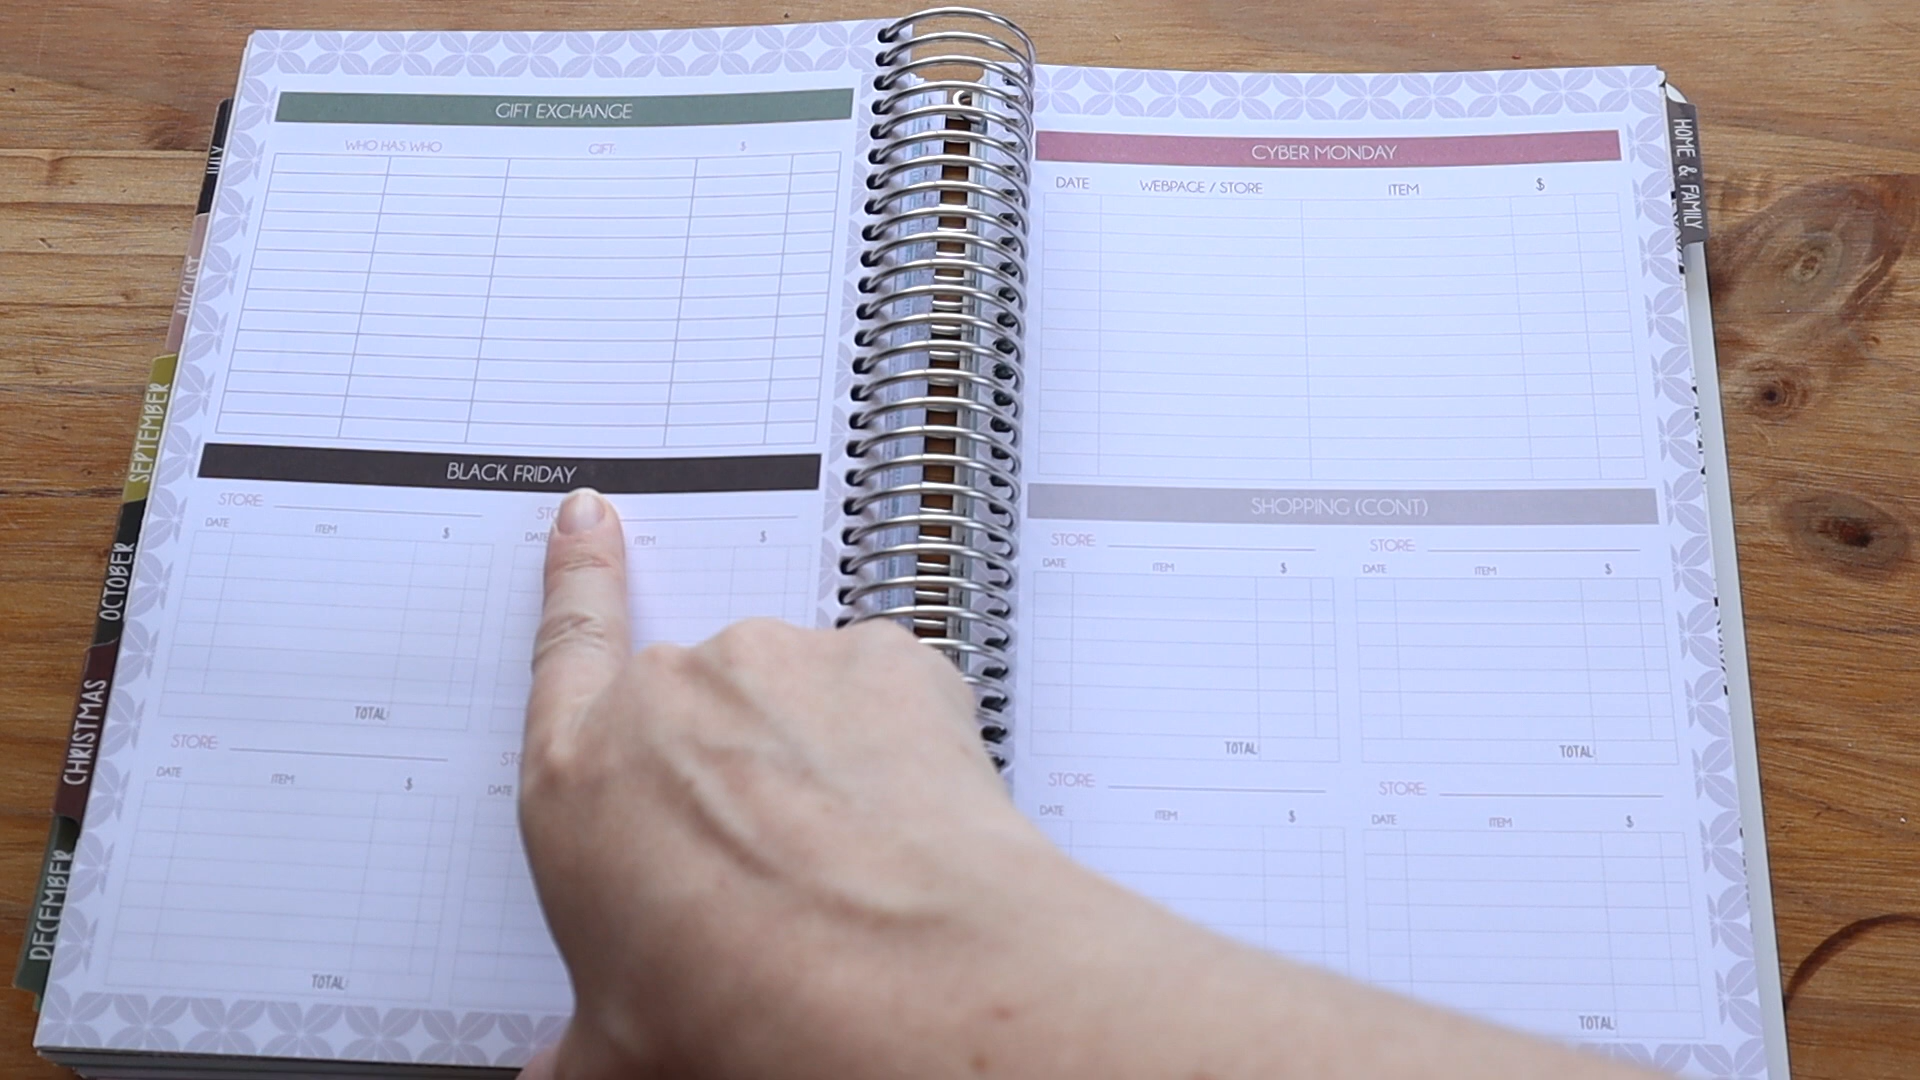 GIFT EXCHANGE
WHO HAS WHO GIFT: $
BLACK FRIDAY
STORE
DATE ITEM $
DATE ITEM $
TOTAL:
STORE
DATE ITEM $
DATE
TOTAL:
CYBER MONDAY
DATE WEBPAGE / STORE ITEM $
SHOPPING (CONT)
STORE STORE
DATE ITEM $ DATE ITEM $
TOTAL: TOTAL:
STORE STORE
DATE ITEM $ DATE ITEM $
TOTAL:
JULY
AUGUST
SEPTEMBER
OCTOBER
CHRISTMAS
DECEMBER
HOME & FAMILY